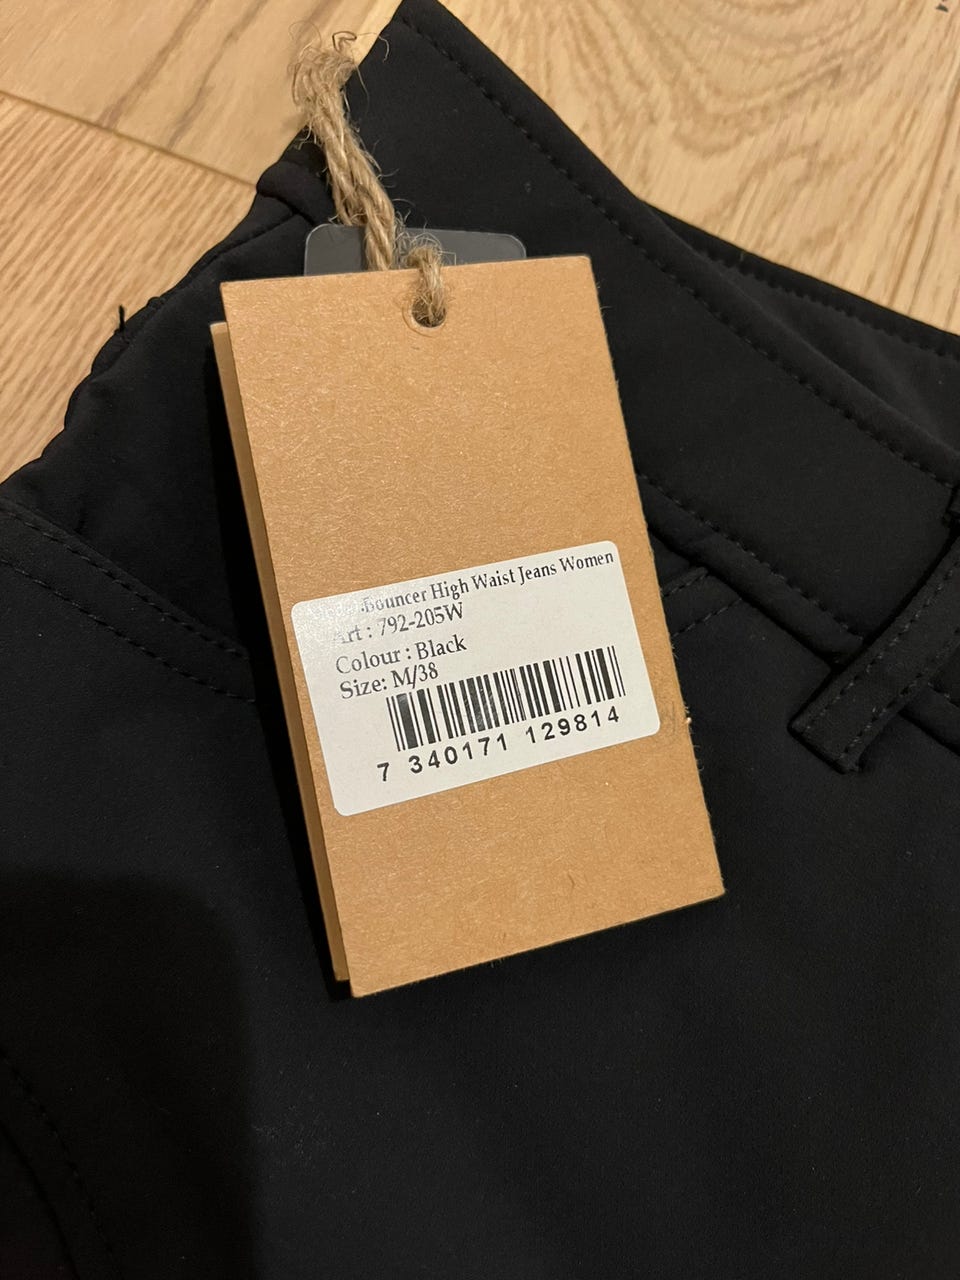 Bouncer High Waist Jeans Women
Art : 792-205W
Colour : Black
Size: M/38
7 340171 129814